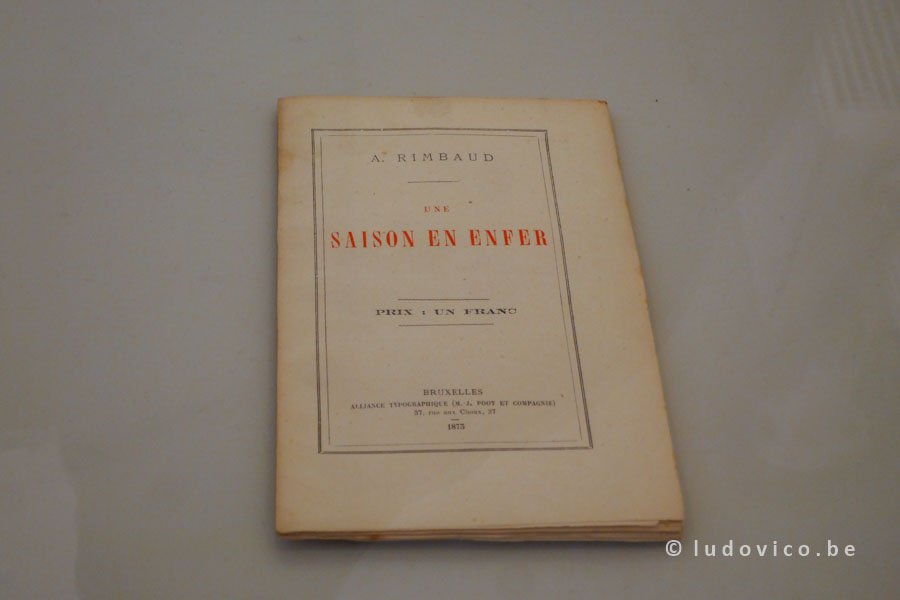 A. RIMBAUD
UNE
SAISON EN ENFER
PRIX : UN FRANC
BRUXELLES
ALLIANCE TYPOGRAPHIQUE (M. J. POOT ET COMPAGNIE)
37, RUE AUX CHOUX, 37
1873
© ludovico.be